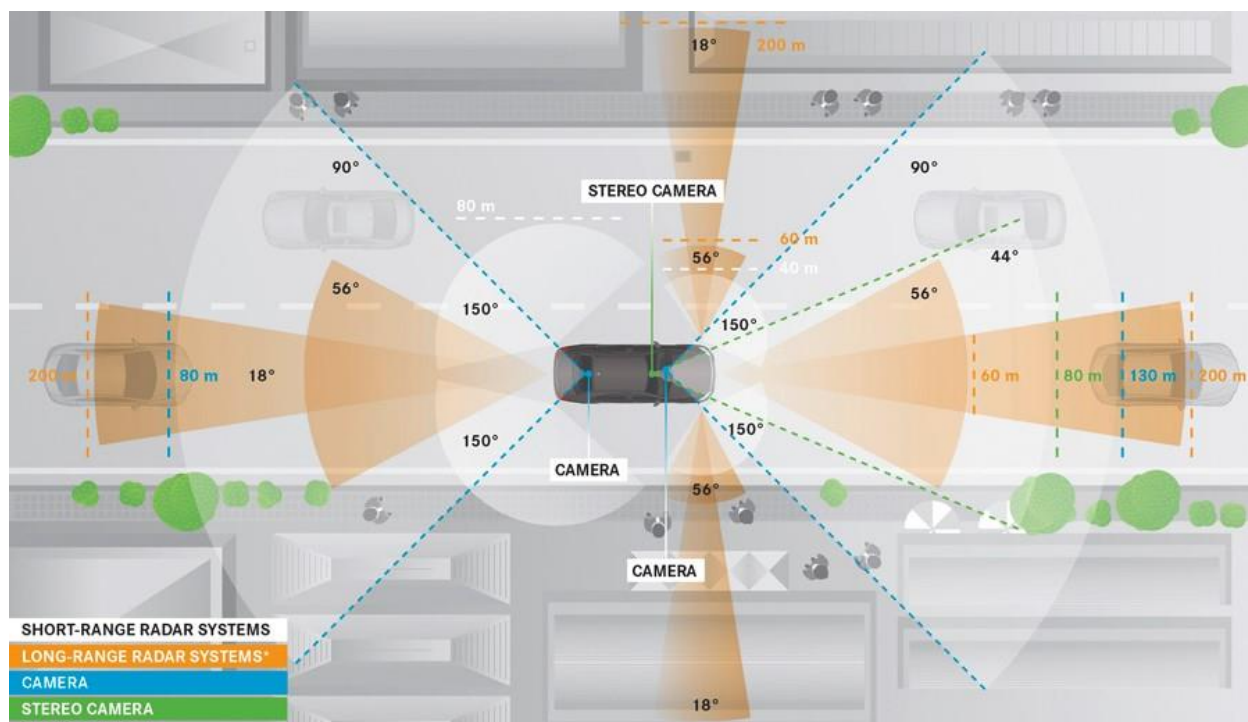 18°
200 m
90°
90°
STEREO CAMERA
80 m
60 m
56°
40 m
44°
56°
56°
150°
150°
200 m
80 m
18°
60 m
80 m
130 m
200 m
150°
150°
CAMERA
56°
CAMERA
SHORT-RANGE RADAR SYSTEMS
LONG-RANGE RADAR SYSTEMS*
CAMERA
STEREO CAMERA
18°